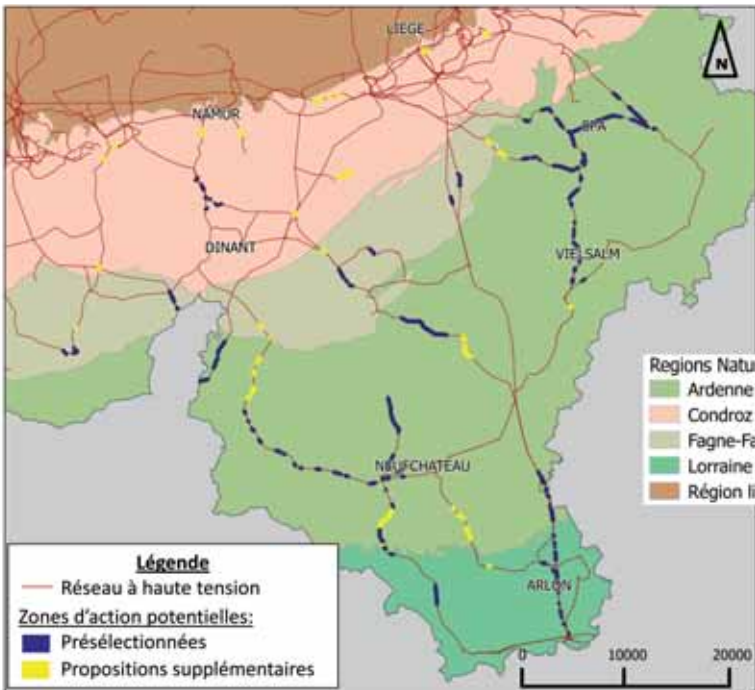 LIEGE
N
NAMUR
SPA
DINANT
VIELSALM
Regions Natu
Ardenne
Condroz
Fagne-Fa
Lorraine
Région li
NEUFCHATEAU
ARLON
Légende
Réseau à haute tension
Zones d'action potentielles:
Présélectionnées
Propositions supplémentaires
0 10000 20000